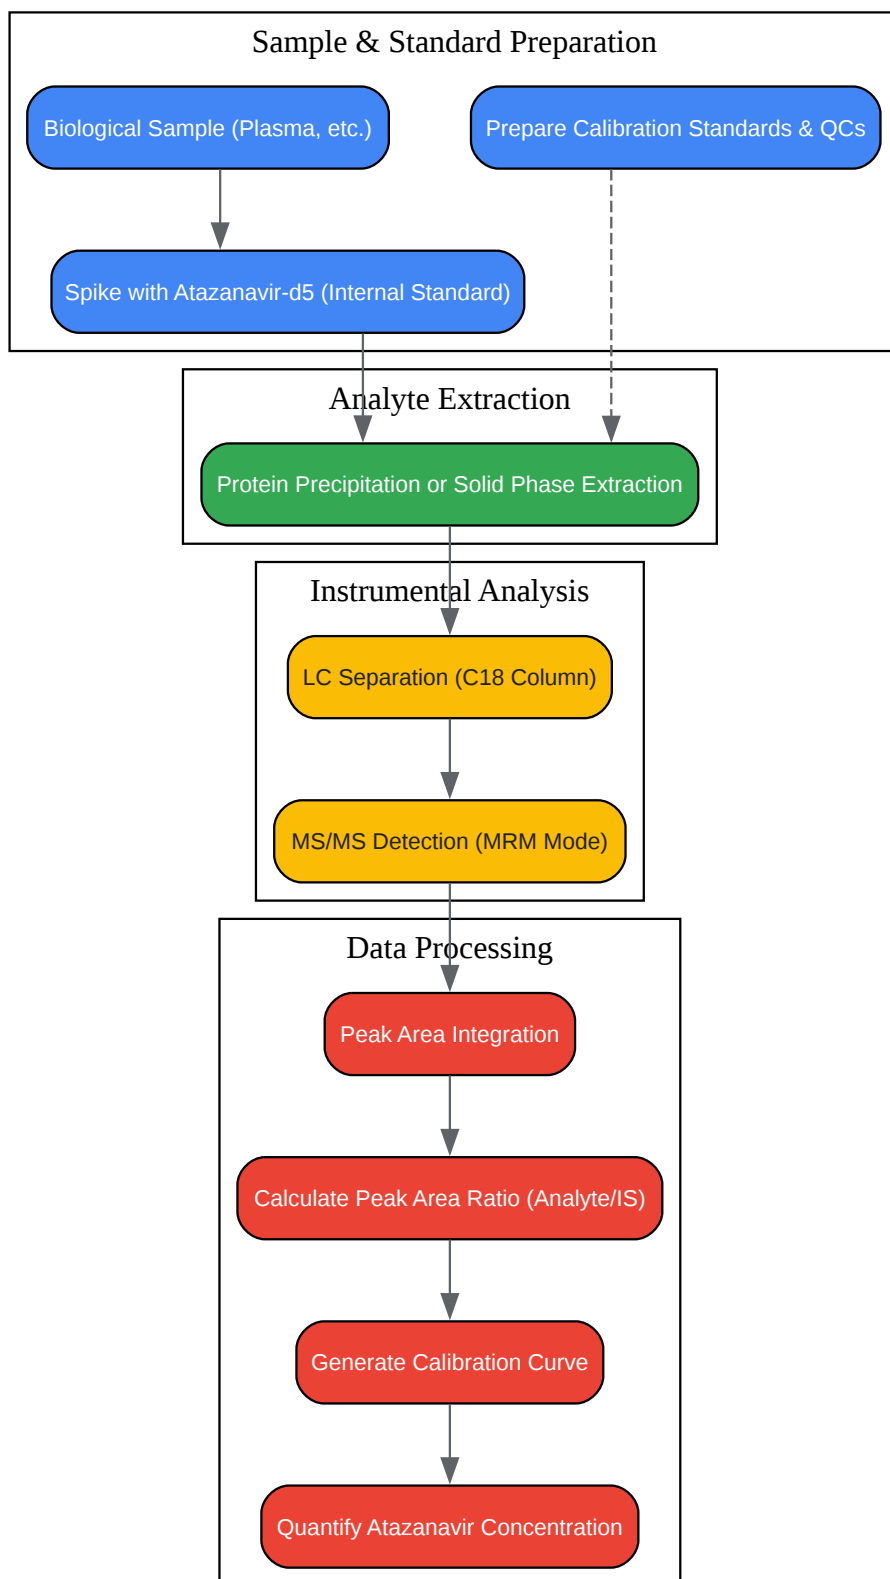 Sample & Standard Preparation
Biological Sample (Plasma, etc.)
Prepare Calibration Standards & QCs
Spike with Atazanavir-d5 (Internal Standard)
Analyte Extraction
Protein Precipitation or Solid Phase Extraction
Instrumental Analysis
LC Separation (C18 Column)
MS/MS Detection (MRM Mode)
Data Processing
Peak Area Integration
Calculate Peak Area Ratio (Analyte/IS)
Generate Calibration Curve
Quantify Atazanavir Concentration